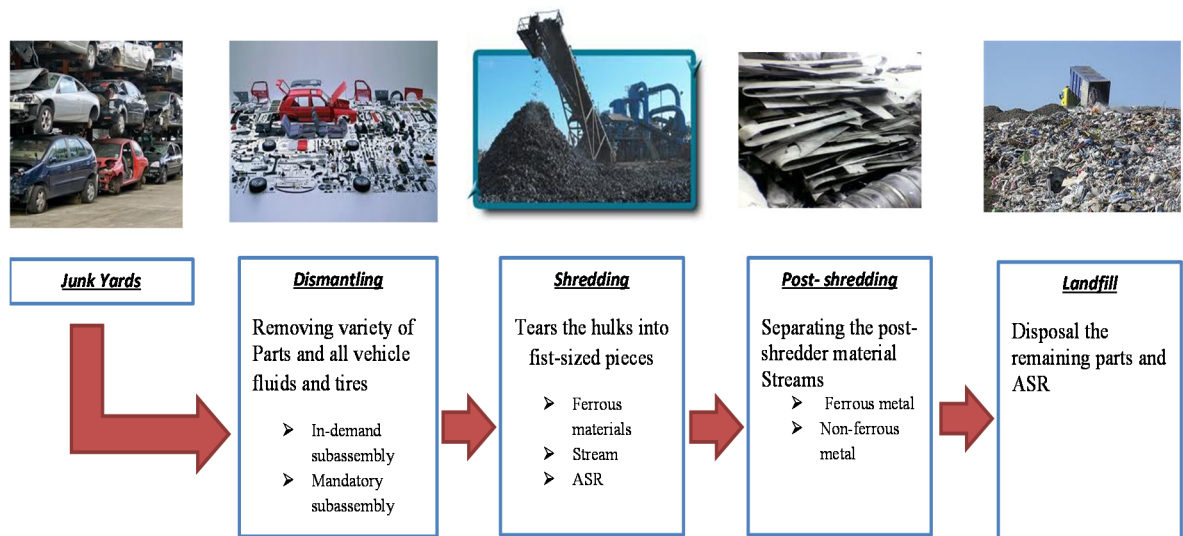 Junk Yards
Dismantling
Removing variety of
Parts and all vehicle
fluids and tires
➢ In-demand
subassembly
➢ Mandatory
subassembly
Shredding
Tears the hulks into
fist-sized pieces
➢ Ferrous
materials
➢ Stream
➢ ASR
Post- shredding
Separating the post-
shredder material
Streams
➢ Ferrous metal
➢ Non-ferrous
metal
Landfill
Disposal the
remaining parts and
ASR